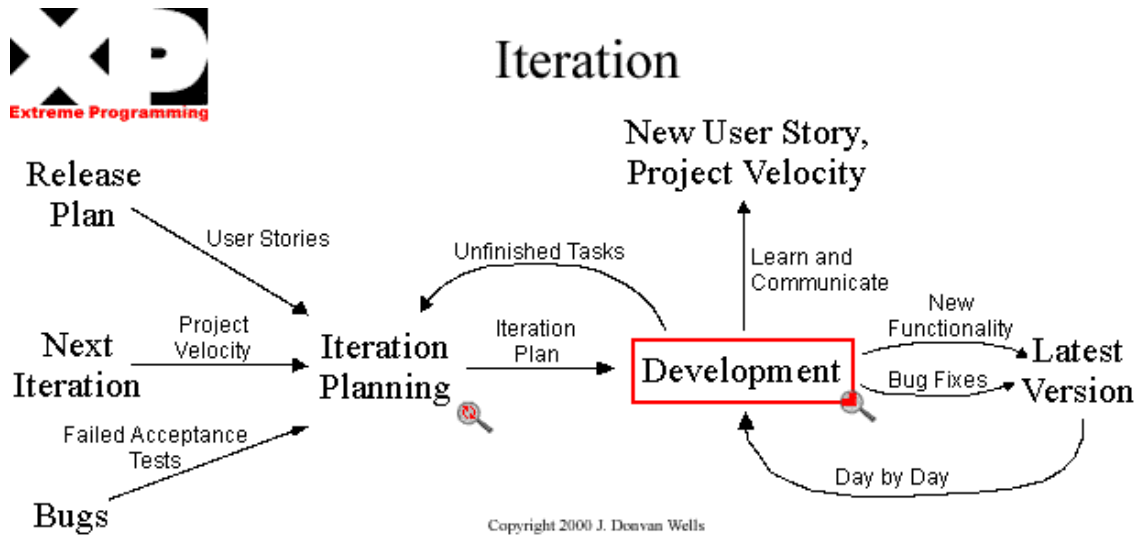 XP
Extreme Programming
Iteration
New User Story,
Project Velocity
Release
Plan
User Stories
Unfinished Tasks
Learn and
Communicate
New
Functionality
Project
Velocity
Iteration
Plan
Next
Iteration
Iteration
Planning
Development
Latest
Version
Bug Fixes
Failed Acceptance
Tests
Day by Day
Bugs
Copyright 2000 J. Donvan Wells